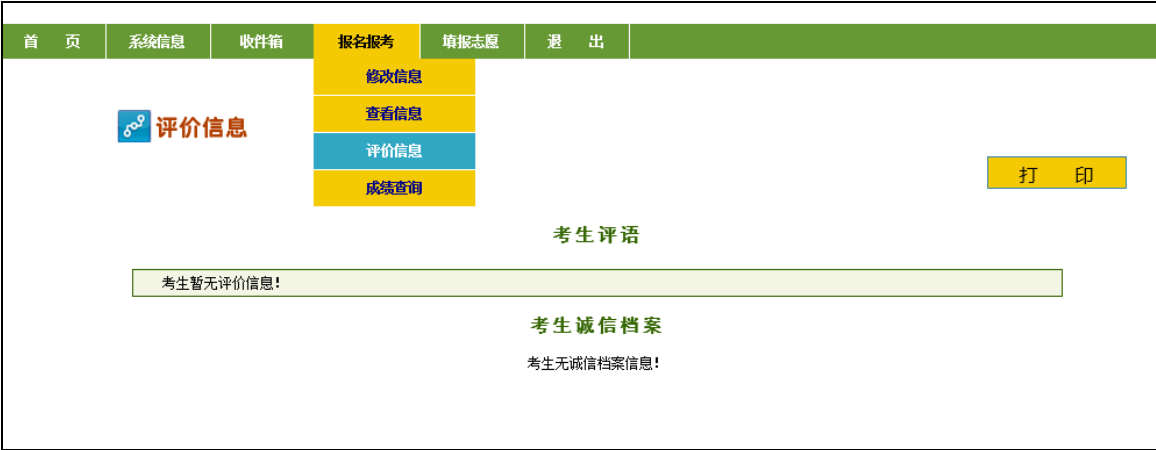 首 页 系统信息 收件箱 报名报考 填报志愿 退 出
修改信息
查看信息
评价信息
成绩查询
评价信息
打 印
考生评语
考生暂无评价信息!
考生诚信档案
考生无诚信档案信息!